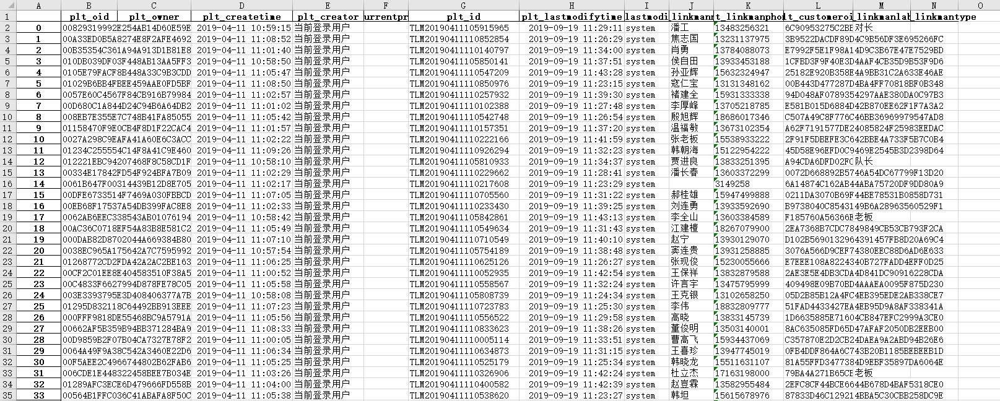 A B C D E F G H I J K L M N O
1 plt_oid plt_owner plt_createtime plt_creator urrentpr plt_id plt_lastmodifytime lastmodi linkmann t_linkmanpho t_customeroi linkmanlab linkmantype
2 0 00829319992E254AB14D60E59E 2019-04-11 10:59:15 当前登录用户 TLM20190411105915965 2019-09-19 11:29:11 system 潘工 13483256321 6C90953275C2BE 对长
3 1 00A33ED0B5A8274E8F2AFE4692 2019-04-11 11:08:52 当前登录用户 TLM20190411110852854 2019-09-19 11:26:29 system 焦志国 13231137975 3B9522DACDF89D4C9B56DF3E695266FC
4 2 00B35354C361A94A913D1B81E8 2019-04-11 11:01:40 当前登录用户 TLM20190411110140797 2019-09-19 11:34:00 system 肖勇 13784088073 E7992F5E1F98A14D9C3B67E47E7529BD
5 3 010DB039DF03F448AB13AA5FF3 2019-04-11 10:58:50 当前登录用户 TLM20190411105850141 2019-09-19 11:37:51 system 侯自田 13933453188 1CFBD3F9F40E3D4AAF4CB35D9B53F9D6
6 4 0105E79FACF8B448A33C9B3CDD 2019-04-11 11:05:47 当前登录用户 TLM20190411110547209 2019-09-19 11:43:28 system 孙亚辉 15632324947 25182E920B358E4A9BB31C2A633E46AE
7 5 01029B6BB4FBEE459AAE0FD5BF 2019-04-11 11:08:50 当前登录用户 TLM20190411110850976 2019-09-19 11:23:15 system 寇仁宝 13131348162 00B443D477287D4BA4FF70818BF0B348
8 6 0057E60C4567F84CB916B79984 2019-04-11 11:02:57 当前登录用户 TLM20190411110257932 2019-09-19 11:39:30 system 褚建全 15931333338 94D048AF0789354297AAE380DA0C97B3
9 7 00D680C1A844D24C94B6A64DB2 2019-04-11 11:01:02 当前登录用户 TLM20190411110102388 2019-09-19 11:27:48 system 李厚峰 13705218785 E581B015D6884D42B870EE62F1F7A3A2
10 8 008EB7E355E7C748B41FA85055 2019-04-11 11:05:42 当前登录用户 TLM20190411110542748 2019-09-19 11:26:54 system 殷旭辉 18686017346 C507A49C8F776C46BB36969979547AD8
11 9 01158470F9E0CB4F8D1F22CAC4 2019-04-11 11:01:57 当前登录用户 TLM20190411110157351 2019-09-19 11:37:20 system 温福敏 13673102354 A62F7191577DE24085824F25983EEDAC
12 10 0027A298C9EAFA41A60E6C3ACC 2019-04-11 11:02:22 当前登录用户 TLM20190411110222166 2019-09-19 11:41:59 system 张老板 15538933222 2F91F5DBEFE3C642BBE4A733F5B7C0B4
13 11 01234C255554C14F8A41C9E460 2019-04-11 11:09:26 当前登录用户 TLM20190411110926294 2019-09-19 11:32:23 system 韩朝海 15122954222 45D58E96EFD0C9469E2545B3D2398D64
14 12 012221EBC94207468F8C58CD1F 2019-04-11 10:58:10 当前登录用户 TLM20190411105810933 2019-09-19 11:34:37 system 贾进良 13833251395 A94CDA6DFD02FC 队长
15 13 00334E17842FD54F924BFA7B09 2019-04-11 11:02:29 当前登录用户 TLM20190411110229662 2019-09-19 11:28:41 system 潘长春 13603372299 0072D668892B5746A54DC67799F13D20
16 14 0061B647F00314439B12D8E705 2019-04-11 11:02:17 当前登录用户 TLM20190411110217608 2019-09-19 11:23:29 system 3149258 6A14874C162AB44ABA75720DF9DD80A9
17 15 00DFE6733514F7469A030FBBCD 2019-04-11 11:07:05 当前登录用户 TLM20190411110705560 2019-09-19 11:31:22 system 郝桂雄 15947499888 0211DA3070B69F44BE78531B0858D731
18 16 00EB68F17537A54DB399FAC8E8 2019-04-11 11:02:33 当前登录用户 TLM20190411110233430 2019-09-19 11:39:25 system 刘连勇 13933592690 B9738040C8543149B6A28963560529F1
19 17 0062AB6EEC338543AB01076194 2019-04-11 10:58:42 当前登录用户 TLM20190411105842861 2019-09-19 11:43:13 system 李全山 13603384589 F185760A56366E 老板
20 18 00AC36C0718EF54A83B8E581C2 2019-04-11 11:05:49 当前登录用户 TLM20190411110549634 2019-09-19 11:31:43 system 江建檀 18267079900 2EA7368B7CDC7849849CB53CB793F2CA
21 19 000DAB82D8702044A669384B80 2019-04-11 11:07:10 当前登录用户 TLM20190411110710549 2019-09-19 11:40:10 system 赵宁 13930129070 D102B5690132964391457FB8D20A69C4
22 20 0038EC965A175642A7C7595992 2019-04-11 10:57:54 当前登录用户 TLM20190411105754189 2019-09-19 11:38:48 system 窦连贵 13931258885 3076A566D9CEF74380EEC88D6AD6E633
23 21 01268772CD2FDA42A2AC2BE163 2019-04-11 11:06:25 当前登录用户 TLM20190411110625126 2019-09-19 11:26:27 system 张现俊 15230055666 E7EEE108A8224340B727FADD4EFF0D25
24 22 00CF2C01EE8E404583510F38A5 2019-04-11 11:00:52 当前登录用户 TLM20190411110052935 2019-09-19 11:42:54 system 王保祥 13832879588 2AE3E5E4DB3CDA4D841DC90916228CDA
25 23 00C4833F6627994D878FE78C05 2019-04-11 11:05:58 当前登录用户 TLM20190411110558567 2019-09-19 11:32:24 system 许言宇 13475795999 409498E09B70BD4AAAEA0095F875D230
26 24 003E3393795E3D408406377A7B 2019-04-11 10:58:08 当前登录用户 TLM20190411105808739 2019-09-19 11:24:34 system 王克银 13102658250 05D2B85B12A4FC4EB395EDE2AB338CE7
27 25 01295D832118C64492BB913EEE 2019-04-11 11:07:23 当前登录用户 TLM20190411110723783 2019-09-19 11:25:30 system 李伟 18832809777 51FAD4433427EA4EB95D9A8AF338341A
28 26 000FFF9818DE55468BC9A5791A 2019-04-11 11:05:56 当前登录用户 TLM20190411110556522 2019-09-19 11:29:58 system 高晓 13833145739 1D6635885E71604CB847EFC2999A3CE0
29 27 00662AF5B359B94BB371284BA9 2019-04-11 11:08:33 当前登录用户 TLM20190411110833623 2019-09-19 11:38:26 system 董俊明 13503140001 8AC635085FD65D47AFAF2050DB2EEB00
30 28 00D9859B2F07B04CA7327E78F2 2019-04-11 11:00:05 当前登录用户 TLM20190411110005114 2019-09-19 11:33:51 system 曹高飞 15934437069 C357870E2D2CB24DAEA9A2ABD94B26E6
31 29 0064A49F9A38C542A3460E22D6 2019-04-11 11:06:34 当前登录用户 TLM20190411110634873 2019-09-19 11:31:15 system 王喜珍 13947745019 0FB4DDF864A6C743B20B1185BEBEEB1D
32 30 00F5AEE2C4966744802B62FAB6 2019-04-11 11:05:25 当前登录用户 TLM20190411110525179 2019-09-19 11:25:34 system 韩晓龙 15511631107 81A55FFD3477384D9EBF35897DA6064E
33 31 006CDE1E448322458BEE7B034E 2019-04-11 11:03:26 当前登录用户 TLM20190411110326906 2019-09-19 11:42:24 system 杜立杰 17163198000 79BA4A271B65CE 老板
34 32 01289AFC3ECE6D479666FD558B 2019-04-11 11:04:00 当前登录用户 TLM20190411110400582 2019-09-19 11:42:39 system 赵壹霖 13582955484 2EFC8CF44BCE6644B678D4BAF5318CE0
35 33 00564B1FFC036C41ABAFA8F50C 2019-04-11 11:05:38 当前登录用户 TLM20190411110538620 2019-09-19 11:23:27 system 韩坦 15615678976 87833D46C129214BBA5C30CBB258DC9E